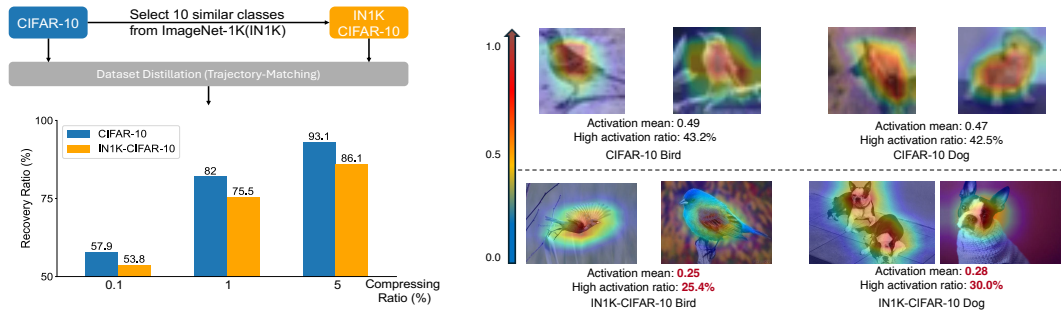 CIFAR-10
Select 10 similar classes
from ImageNet-1K(IN1K)
IN1K
CIFAR-10
Dataset Distillation (Trajectory-Matching)
100
75
50
Recovery Ratio (%)
CIFAR-10
IN1K-CIFAR-10
57.9
53.8
82
75.5
93.1
86.1
0.1
1
5
Compressing
Ratio (%)
1.0
0.5
0.0
Activation mean: 0.49
High activation ratio: 43.2%
CIFAR-10 Bird
Activation mean: 0.47
High activation ratio: 42.5%
CIFAR-10 Dog
Activation mean: 0.25
High activation ratio: 25.4%
IN1K-CIFAR-10 Bird
Activation mean: 0.28
High activation ratio: 30.0%
IN1K-CIFAR-10 Dog